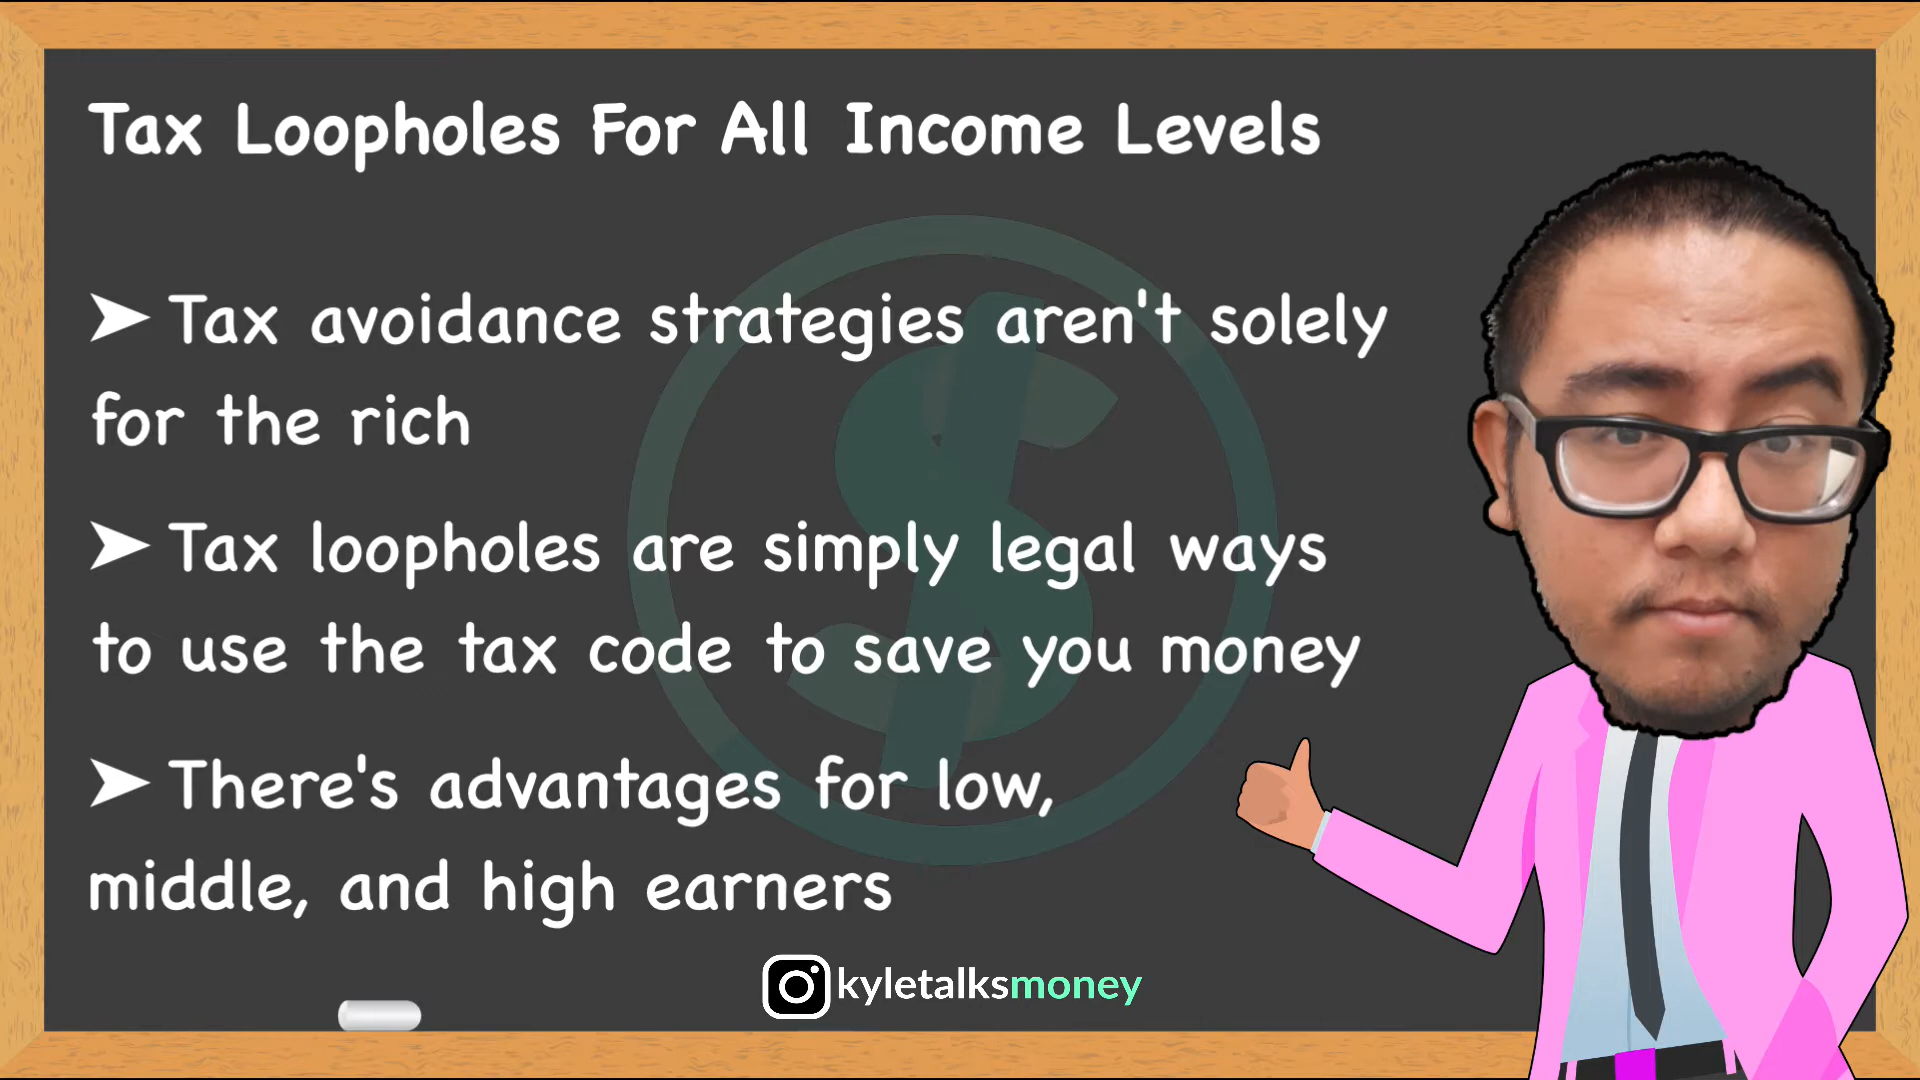 Tax Loopholes For All Income Levels
➤ Tax avoidance strategies aren't solely
for the rich
➤ Tax loopholes are simply legal ways
to use the tax code to save you money
➤ There's advantages for low,
middle, and high earners
kyletalksmoney